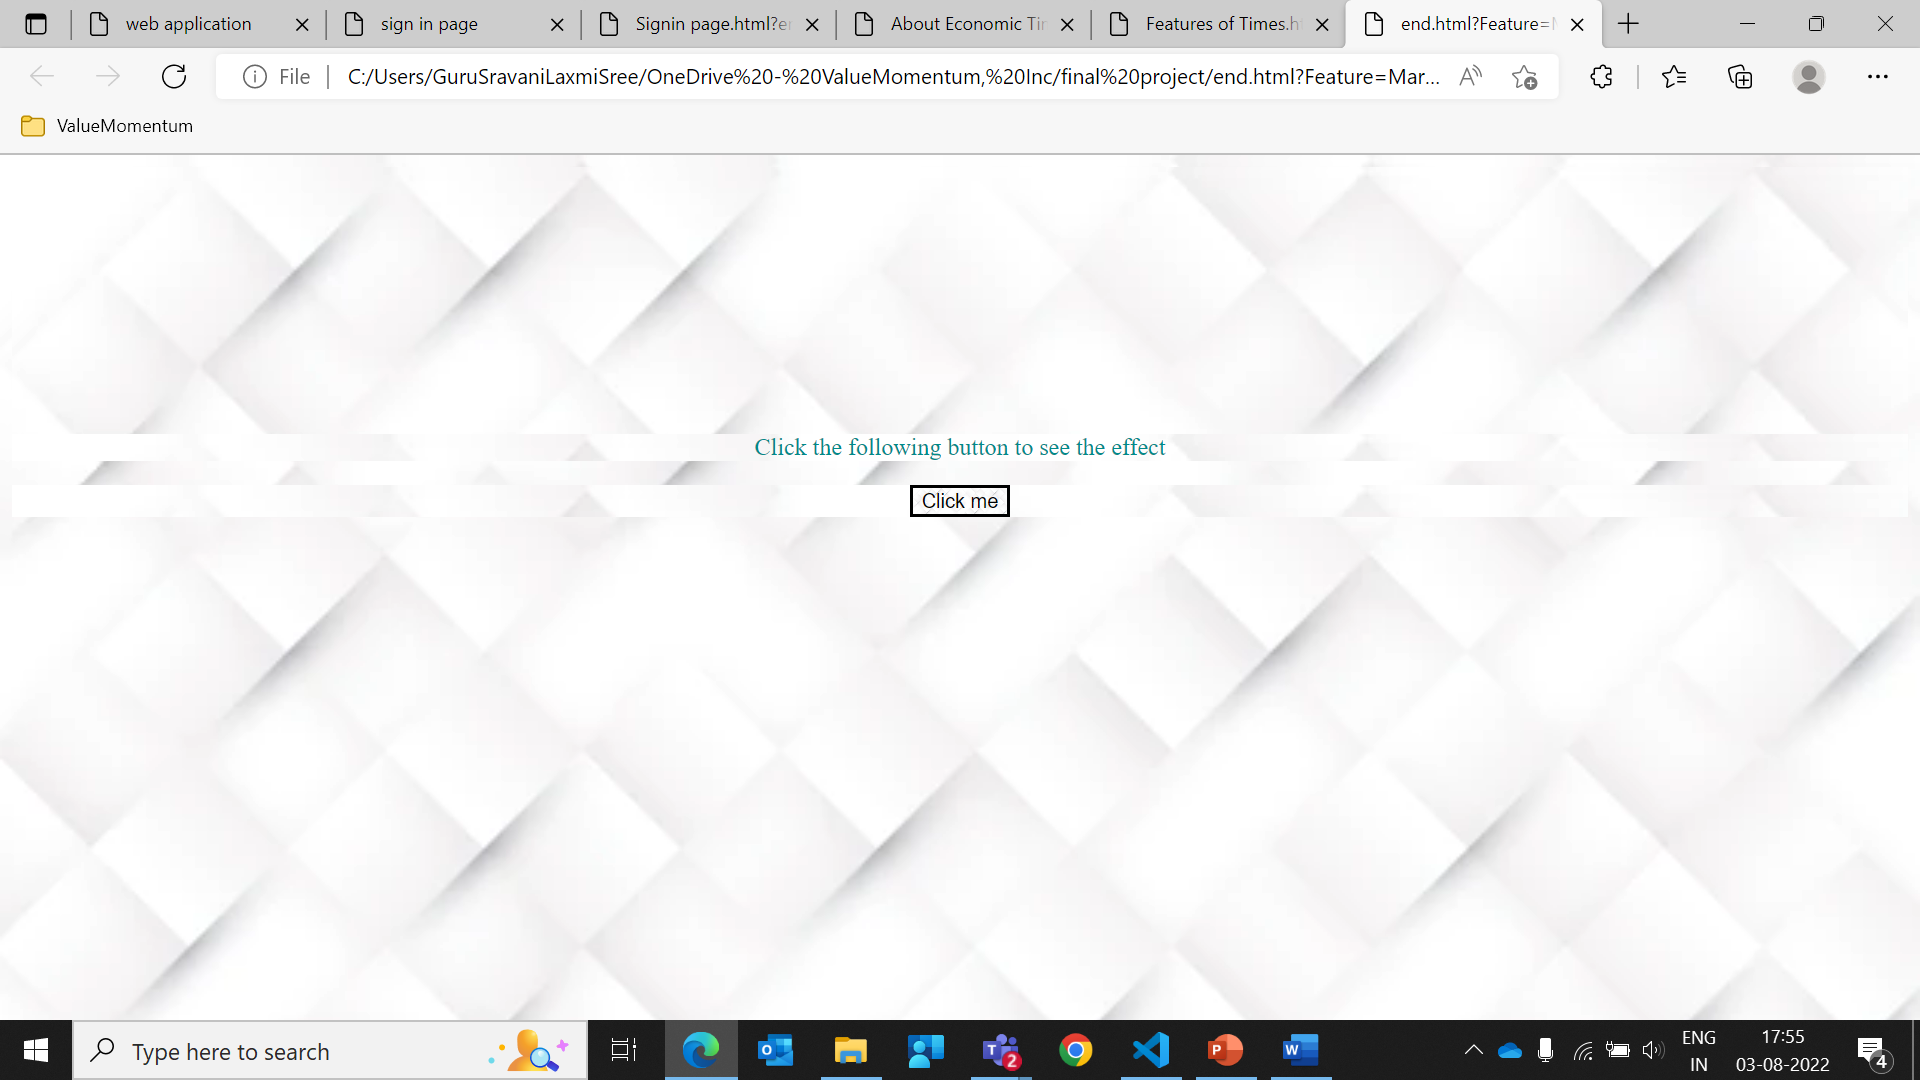 web application
sign in page
Signin page.html?e
About Economic Ti
Features of Times.h
end.html?Feature=
File
C:/Users/GuruSravaniLaxmiSree/OneDrive%20-%20ValueMomentum,%20Inc/final%20project/end.html?Feature=Mar...
ValueMomentum
Click the following button to see the effect
Click me
Type here to search
2
ENG
IN
17:55
03-08-2022
4